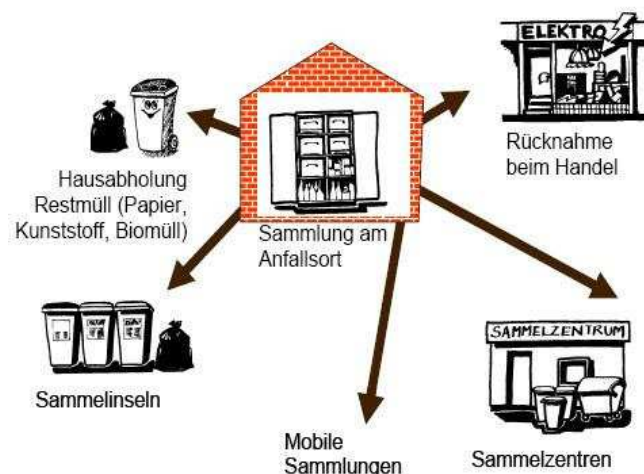 ELEKTRO
Rücknahme
beim Handel
Hausabholung
Restmüll (Papier,
Kunststoff, Biomüll)
Sammlung am
Anfallsort
SAMMELZENTRUM
Sammelinseln
Mobile
Sammlungen
Sammelzentren